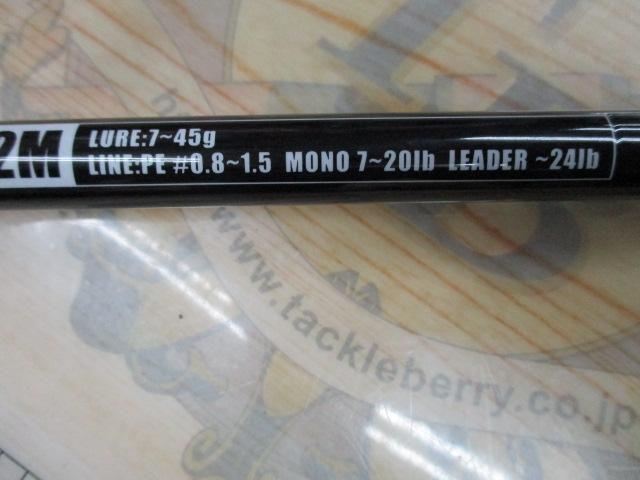 2M
LURE:7~45g
LINE:PE #0.8~1.5 MONO 7~20lb LEADER ~24lb
www.tackleberry.co.jp